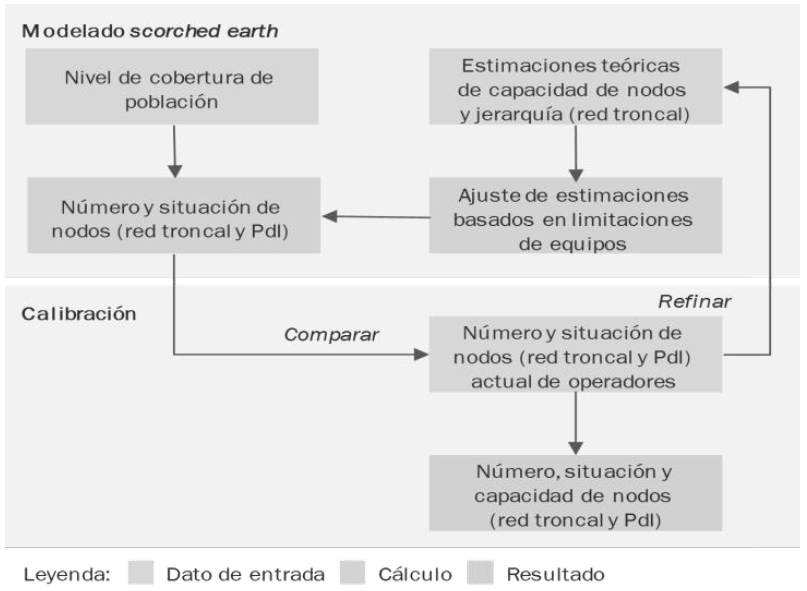 Modelado scorched earth
Nivel de cobertura de
población
Estimaciones teóricas
de capacidad de nodos
y jerarquía (red troncal)
Número y situación de
nodos (red troncal y PdI)
Ajuste de estimaciones
basados en limitaciones
de equipos
Calibración
Refinar
Comparar
Número y situación de
nodos (red troncal y PdI)
actual de operadores
Número, situación y
capacidad de nodos
(red troncal y PdI)
Leyenda: Dato de entrada Cálculo Resultado